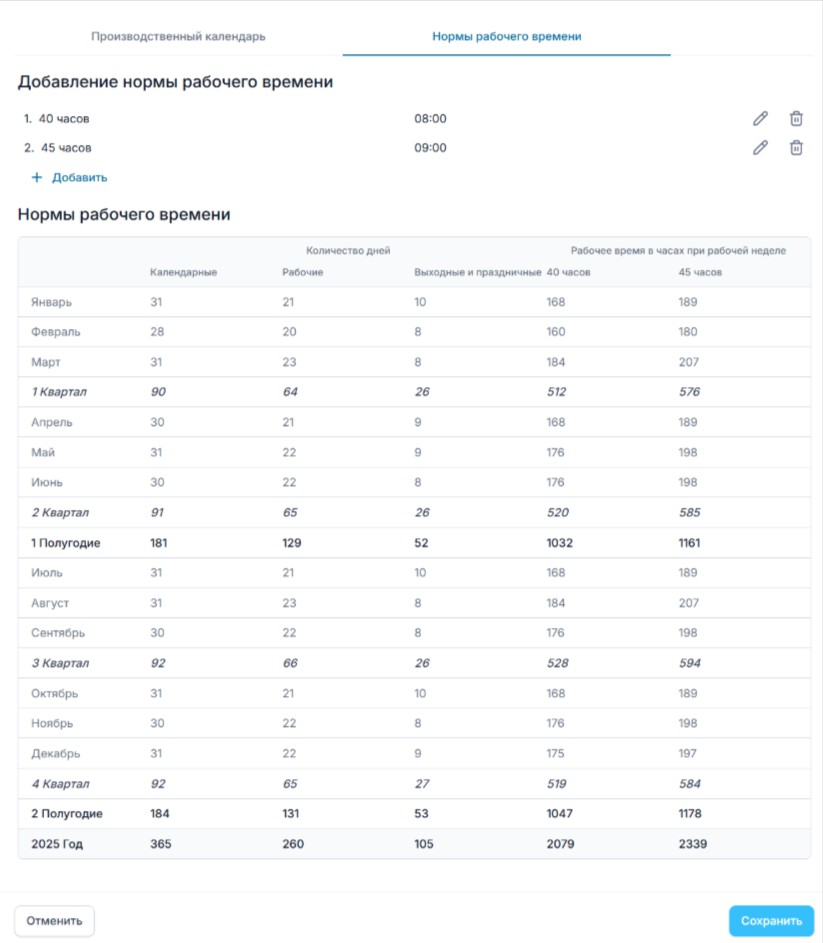 Производственный календарь Нормы рабочего времени
Добавление нормы рабочего времени
1. 40 часов 08:00
2. 45 часов 09:00
+ Добавить
Нормы рабочего времени
Количество дней Рабочее время в часах при рабочей неделе
Календарные Рабочие Выходные и праздничные 40 часов 45 часов
Январь 31 21 10 168 189
Февраль 28 20 8 160 180
Март 31 23 8 184 207
1 Квартал 90 64 26 512 576
Апрель 30 21 9 168 189
Май 31 22 9 176 198
Июнь 30 22 8 176 198
2 Квартал 91 65 26 520 585
1 Полугодие 181 129 52 1032 1161
Июль 31 21 10 168 189
Август 31 23 8 184 207
Сентябрь 30 22 8 176 198
3 Квартал 92 66 26 528 594
Октябрь 31 21 10 168 189
Ноябрь 30 22 8 176 198
Декабрь 31 22 9 175 197
4 Квартал 92 65 27 519 584
2 Полугодие 184 131 53 1047 1178
2025 Год 365 260 105 2079 2339
Отменить Сохранить